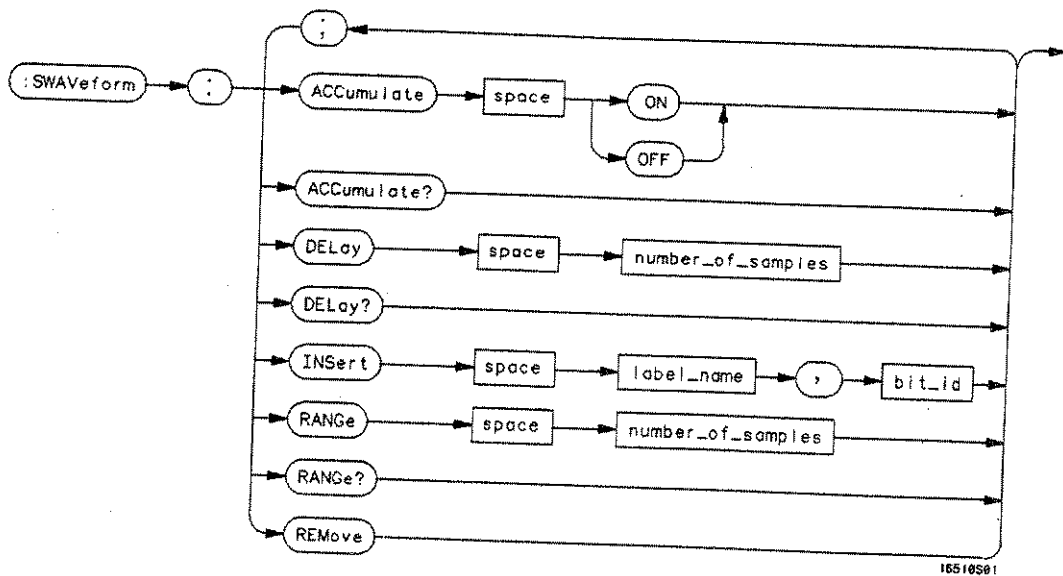 ;
:SWAVeform : ACCumulate space ON
OFF
ACCumulate?
DELay space number_of_samples
DELay?
INSert space label_name , bit_id
RANGe space number_of_samples
RANGe?
REMove
16510S01